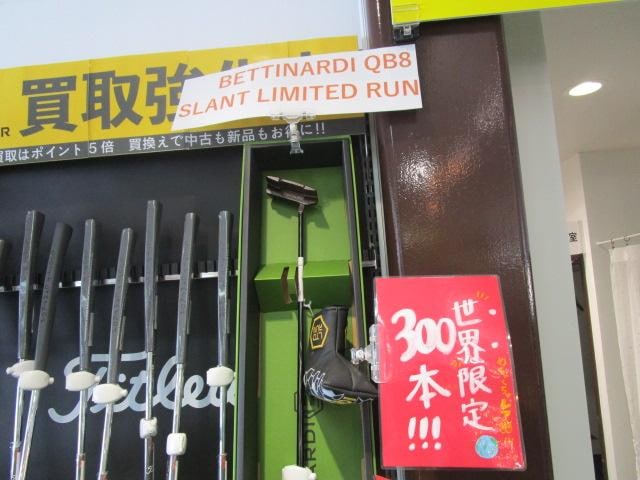 買取強化
BETTINARDI QB8
SLANT LIMITED RUN
買取はポイント5倍 買換えで中古も新品もお得に!!
Titleist
世界限定
300本!!!
室